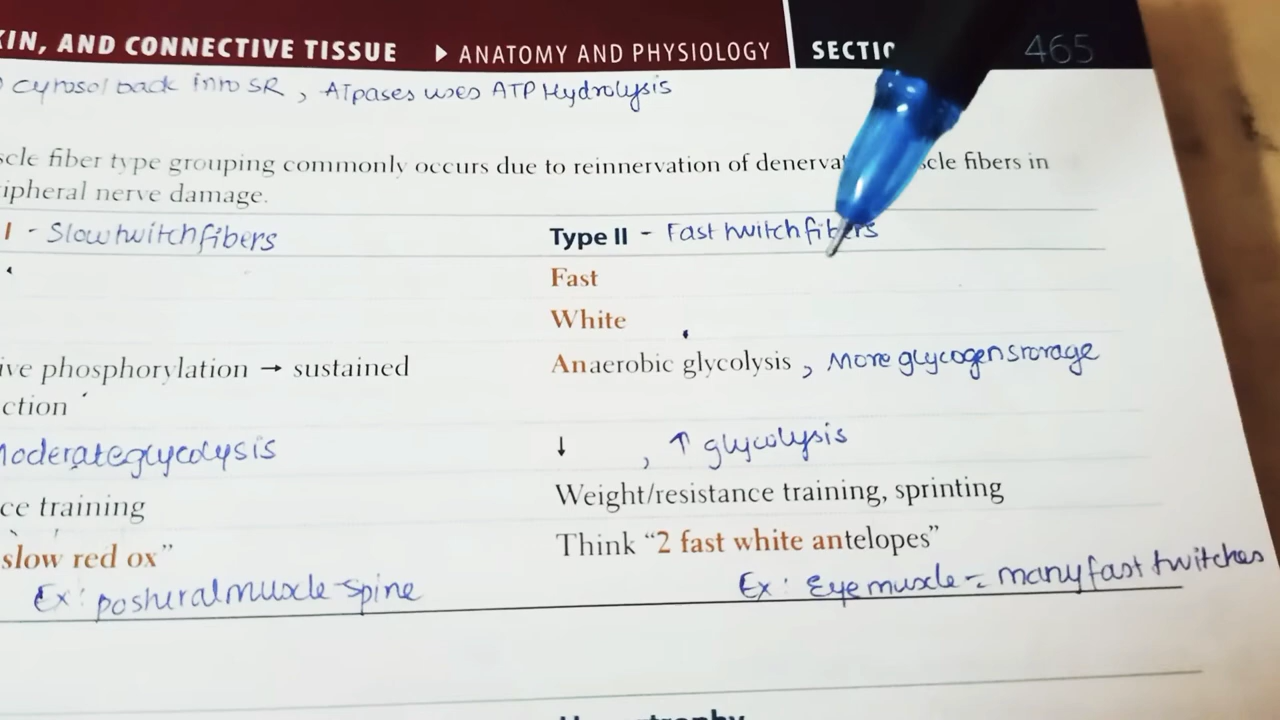 KIN, AND CONNECTIVE TISSUE ▶ ANATOMY AND PHYSIOLOGY SECTIO 465
cytosol back into SR, ATpases uses ATP Hydrolysis
scle fiber type grouping commonly occurs due to reinnervation of denerva scle fibers in
ipheral nerve damage.
I - Slow twitch fibers Type II - Fast twitch fibers
Fast
White
ive phosphorylation → sustained Anaerobic glycolysis, More glycogen storage
ction
Moderate glycolysis ↓, ↑ glycolysis
ce training Weight/resistance training, sprinting
slow red ox” Think “2 fast white antelopes”
Ex: postural muscle - spine Ex: Eye muscle - many fast twitches